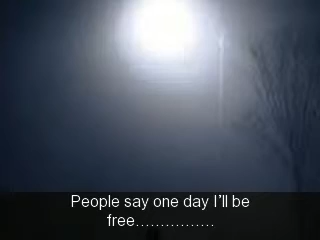 People say one day I’ll be
free................